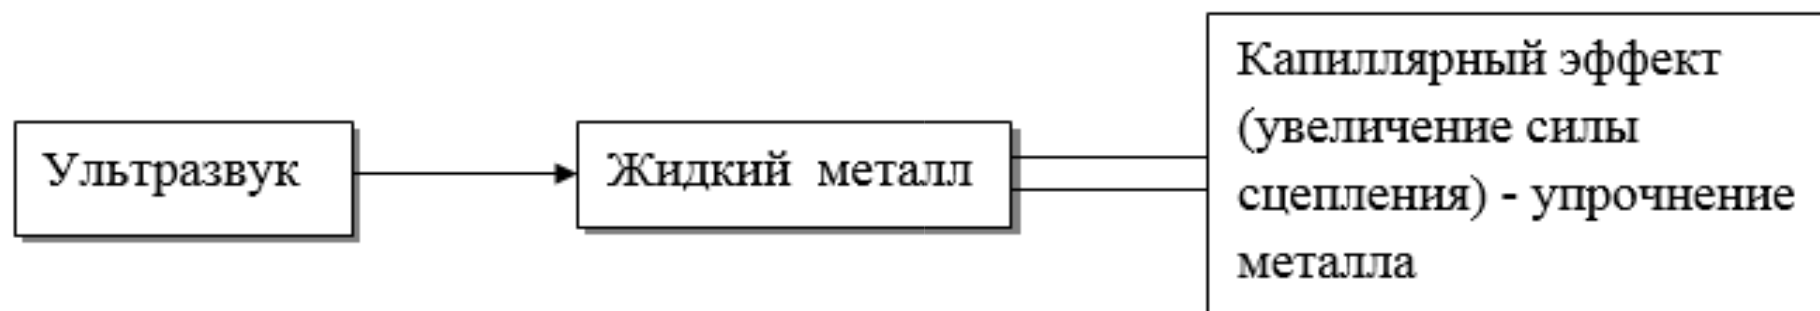 Ультразвук
Жидкий металл
Капиллярный эффект
(увеличение силы
сцепления) - упрочнение
металла